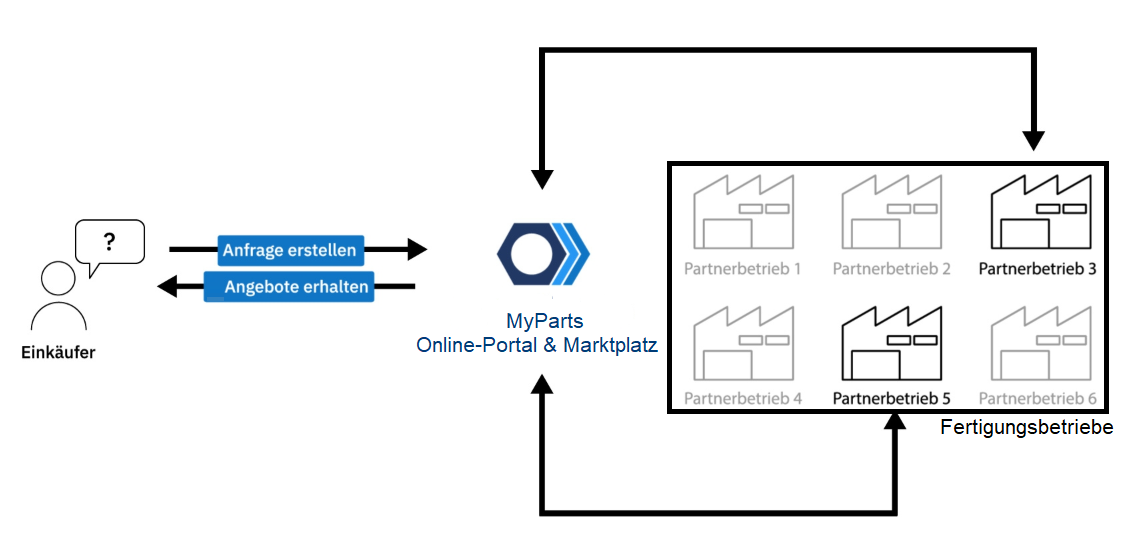 ?
Anfrage erstellen
Angebote erhalten
Einkäufer
MyParts
Online-Portal & Marktplatz
Partnerbetrieb 1
Partnerbetrieb 2
Partnerbetrieb 3
Partnerbetrieb 4
Partnerbetrieb 5
Partnerbetrieb 6
Fertigungsbetriebe